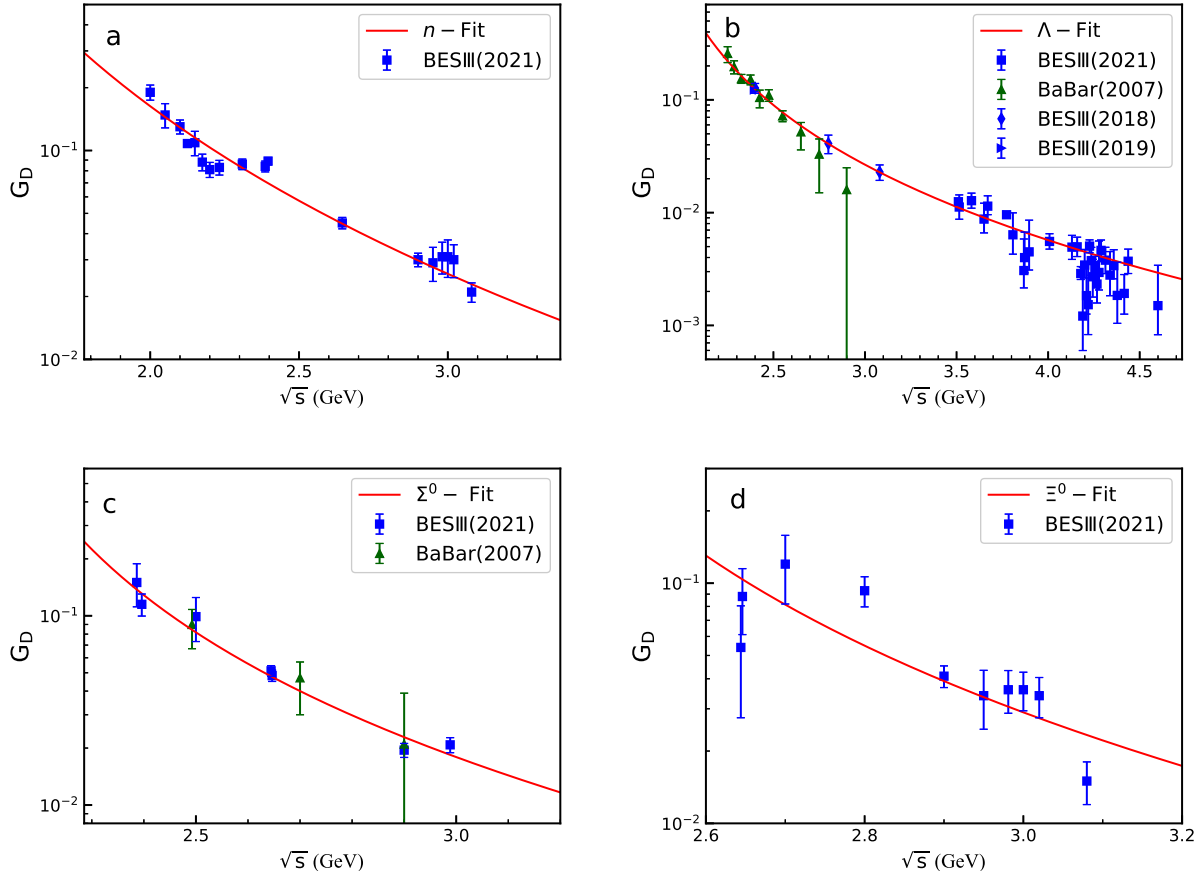 a
n − Fit
BESIII(2021)
10⁻¹
10⁻²
G_D
2.0 2.5 3.0
√s (GeV)
b
Λ − Fit
BESIII(2021)
BaBar(2007)
BESIII(2018)
BESIII(2019)
10⁻¹
10⁻²
10⁻³
G_D
2.5 3.0 3.5 4.0 4.5
√s (GeV)
c
Σ⁰ − Fit
BESIII(2021)
BaBar(2007)
10⁻¹
10⁻²
G_D
2.5 3.0
√s (GeV)
d
Ξ⁰ − Fit
BESIII(2021)
10⁻¹
10⁻²
G_D
2.6 2.8 3.0 3.2
√s (GeV)